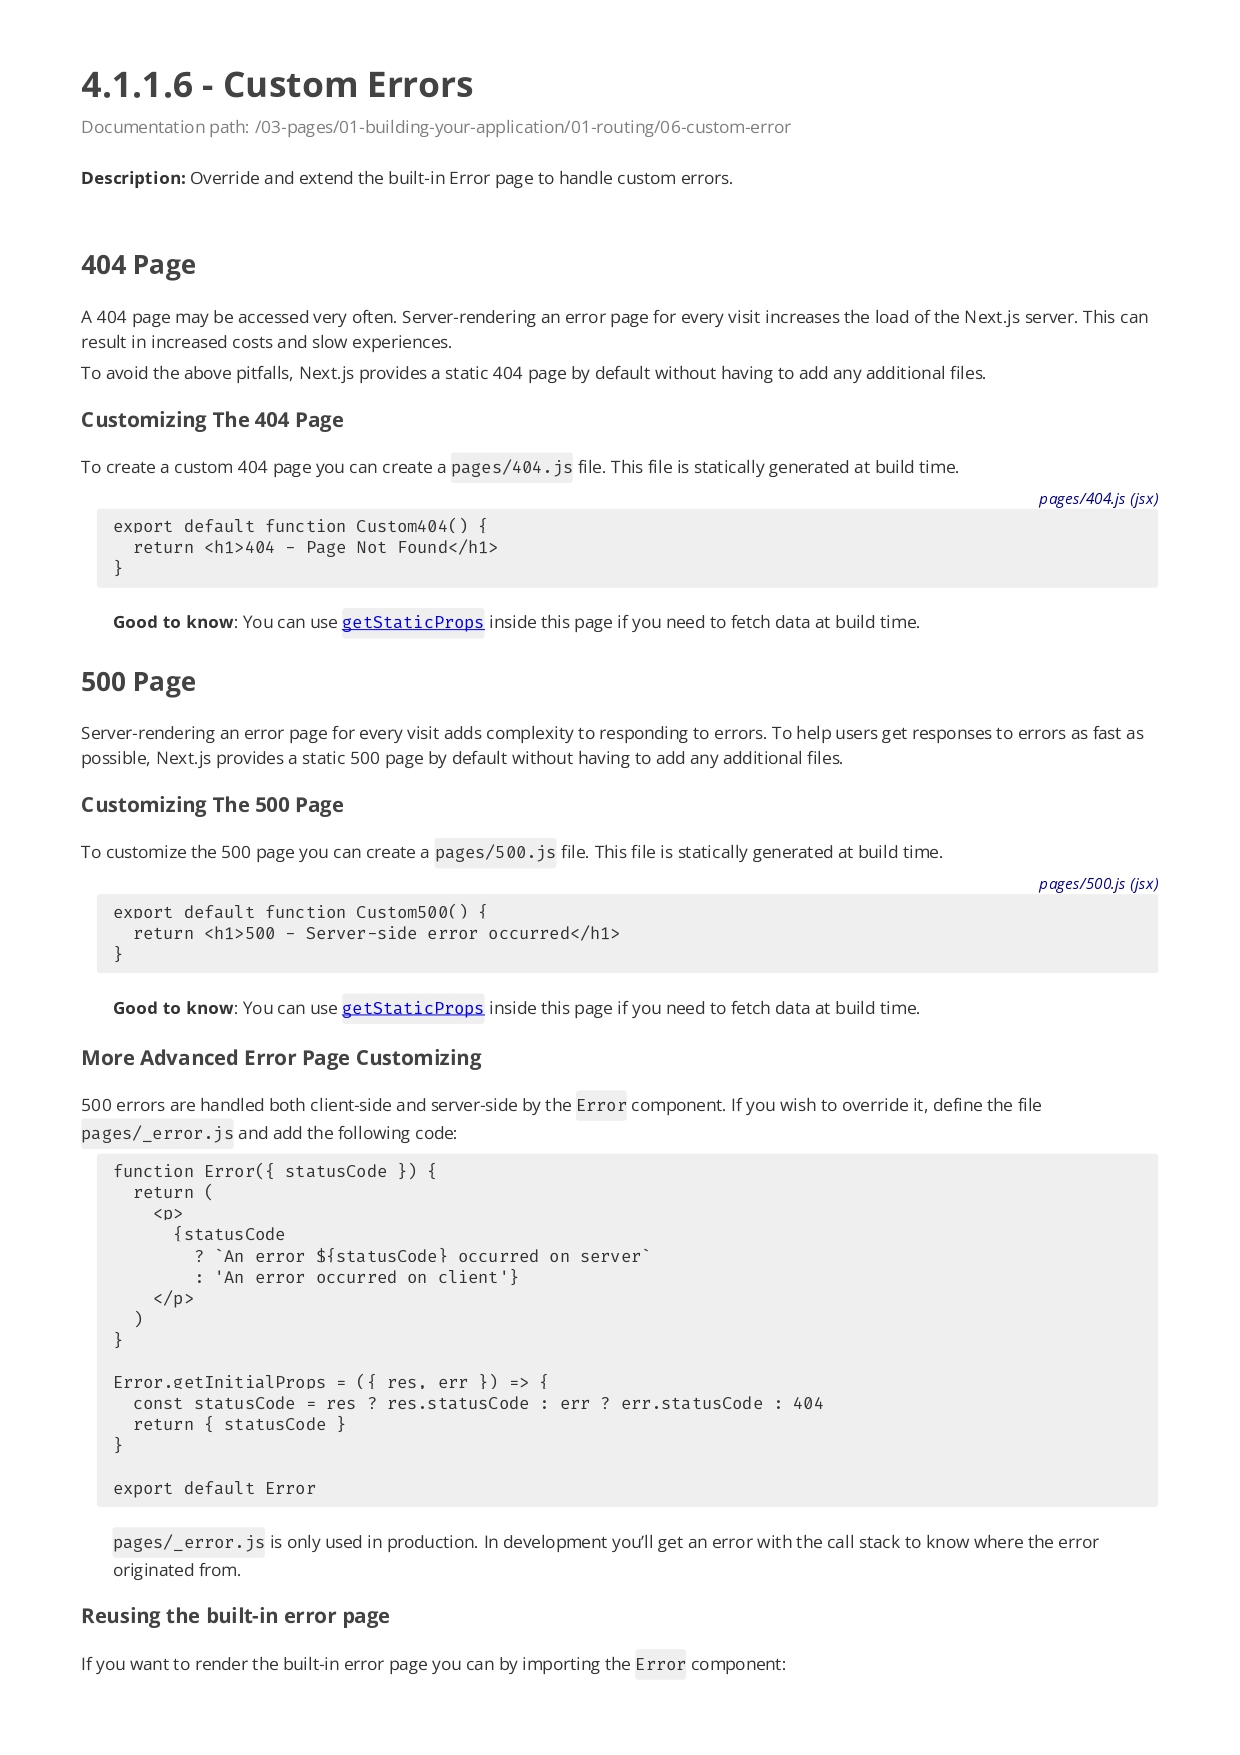 4.1.1.6 - Custom Errors
Documentation path: /03-pages/01-building-your-application/01-routing/06-custom-error
Description: Override and extend the built-in Error page to handle custom errors.
404 Page
A 404 page may be accessed very often. Server-rendering an error page for every visit increases the load of the Next.js server. This can
result in increased costs and slow experiences.
To avoid the above pitfalls, Next.js provides a static 404 page by default without having to add any additional files.
Customizing The 404 Page
To create a custom 404 page you can create a pages/404.js file. This file is statically generated at build time.
pages/404.js (jsx)
export default function Custom404() {
  return <h1>404 - Page Not Found</h1>
}
Good to know: You can use getStaticProps inside this page if you need to fetch data at build time.
500 Page
Server-rendering an error page for every visit adds complexity to responding to errors. To help users get responses to errors as fast as
possible, Next.js provides a static 500 page by default without having to add any additional files.
Customizing The 500 Page
To customize the 500 page you can create a pages/500.js file. This file is statically generated at build time.
pages/500.js (jsx)
export default function Custom500() {
  return <h1>500 - Server-side error occurred</h1>
}
Good to know: You can use getStaticProps inside this page if you need to fetch data at build time.
More Advanced Error Page Customizing
500 errors are handled both client-side and server-side by the Error component. If you wish to override it, define the file
pages/_error.js and add the following code:
function Error({ statusCode }) {
  return (
    <p>
      {statusCode
        ? `An error ${statusCode} occurred on server`
        : 'An error occurred on client'}
    </p>
  )
}
Error.getInitialProps = ({ res, err }) => {
  const statusCode = res ? res.statusCode : err ? err.statusCode : 404
  return { statusCode }
}
export default Error
pages/_error.js is only used in production. In development you’ll get an error with the call stack to know where the error
originated from.
Reusing the built-in error page
If you want to render the built-in error page you can by importing the Error component: